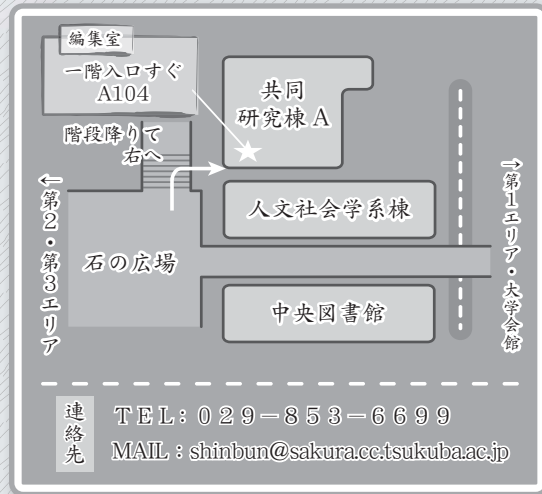 編集室
一階入口すぐ
A104
共同
研究棟 A
階段降りて
右へ
人文社会学系棟
石の広場
中央図書館
←第2・第3エリア
→第1エリア・大学会館
連絡先
TEL：029－853－6699
MAIL：shinbun@sakura.cc.tsukuba.ac.jp